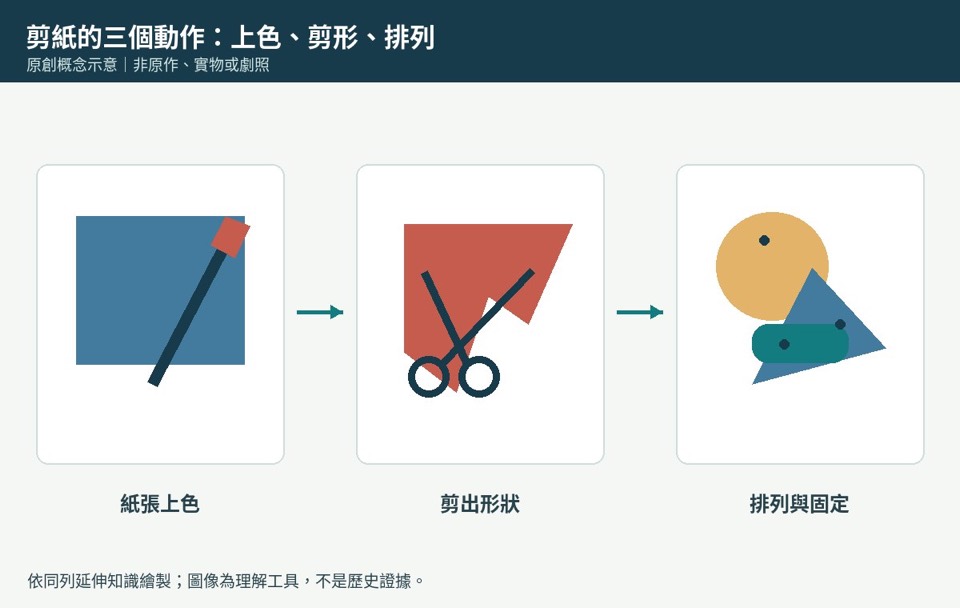 剪紙的三個動作：上色、剪形、排列
原創概念示意｜非原作、實物或劇照
紙張上色
剪出形狀
排列與固定
依同列延伸知識繪製；圖像為理解工具，不是歷史證據。